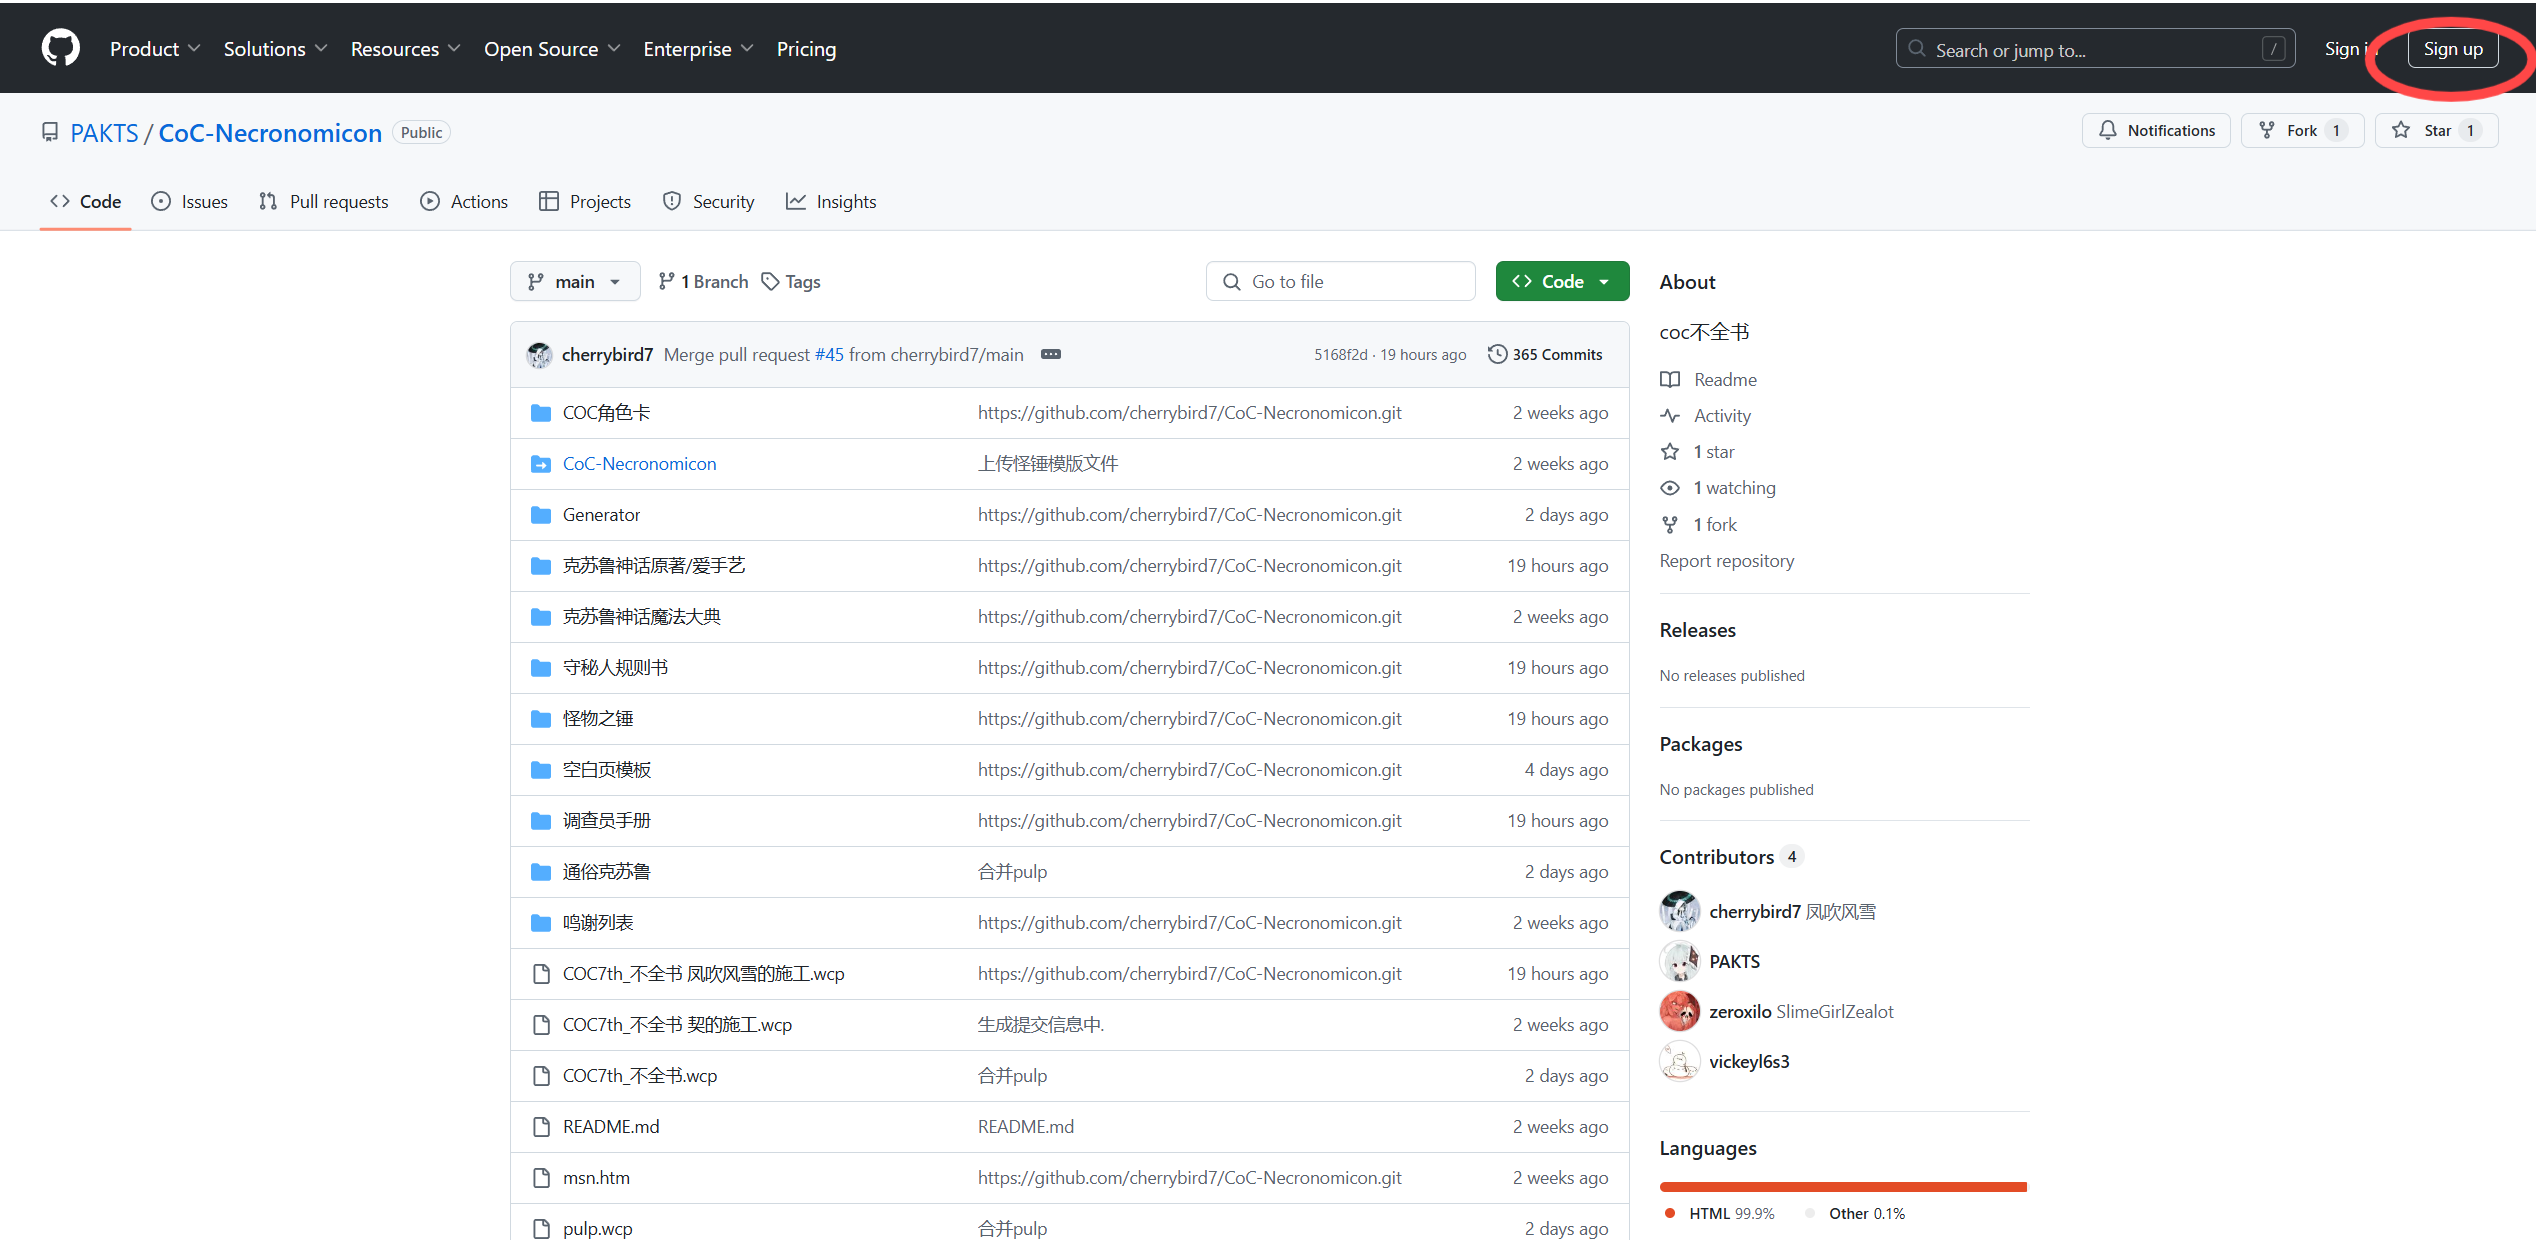 Product Solutions Resources Open Source Enterprise Pricing Search or jump to... / Sign in Sign up
PAKTS / CoC-Necronomicon Public Notifications Fork 1 Star 1
Code Issues Pull requests Actions Projects Security Insights
main 1 Branch Tags Go to file Code
cherrybird7 Merge pull request #45 from cherrybird7/main 5168f2d · 19 hours ago 365 Commits
COC角色卡 https://github.com/cherrybird7/CoC-Necronomicon.git 2 weeks ago
CoC-Necronomicon 上传怪锤模版文件 2 weeks ago
Generator https://github.com/cherrybird7/CoC-Necronomicon.git 2 days ago
克苏鲁神话原著/爱手艺 https://github.com/cherrybird7/CoC-Necronomicon.git 19 hours ago
克苏鲁神话魔法大典 https://github.com/cherrybird7/CoC-Necronomicon.git 2 weeks ago
守秘人规则书 https://github.com/cherrybird7/CoC-Necronomicon.git 19 hours ago
怪物之锤 https://github.com/cherrybird7/CoC-Necronomicon.git 19 hours ago
空白页模板 https://github.com/cherrybird7/CoC-Necronomicon.git 4 days ago
调查员手册 https://github.com/cherrybird7/CoC-Necronomicon.git 19 hours ago
通俗克苏鲁 合并pulp 2 days ago
鸣谢列表 https://github.com/cherrybird7/CoC-Necronomicon.git 2 weeks ago
COC7th_不全书 凤吹风雪的施工.wcp https://github.com/cherrybird7/CoC-Necronomicon.git 19 hours ago
COC7th_不全书 契的施工.wcp 生成提交信息中. 2 weeks ago
COC7th_不全书.wcp 合并pulp 2 days ago
README.md README.md 2 weeks ago
msn.htm https://github.com/cherrybird7/CoC-Necronomicon.git 2 weeks ago
pulp.wcp 合并pulp 2 days ago
About
coc不全书
Readme
Activity
1 star
1 watching
1 fork
Report repository
Releases
No releases published
Packages
No packages published
Contributors 4
cherrybird7 凤吹风雪
PAKTS
zeroxilo SlimeGirlZealot
vickeyl6s3
Languages
HTML 99.9% Other 0.1%